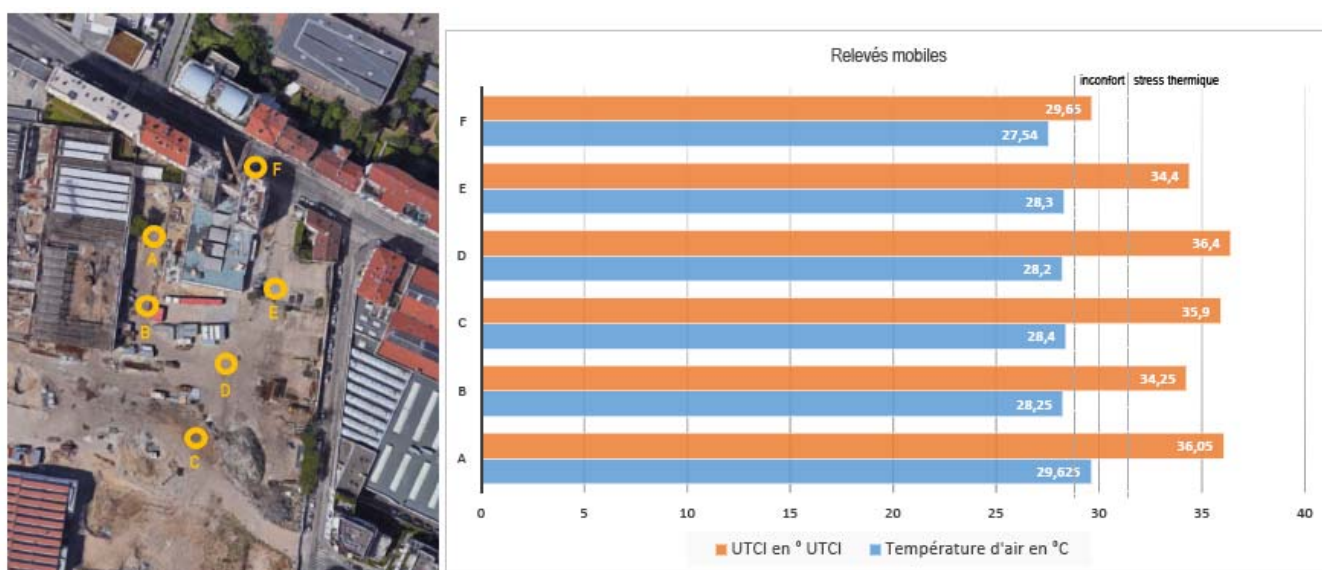 F
A
E
B
D
C
Relevés mobiles
inconfort stress thermique
F 29,65
27,54
E 34,4
28,3
D 36,4
28,2
C 35,9
28,4
B 34,25
28,25
A 36,05
29,625
0 5 10 15 20 25 30 35 40
UTCI en ° UTCI Température d'air en °C